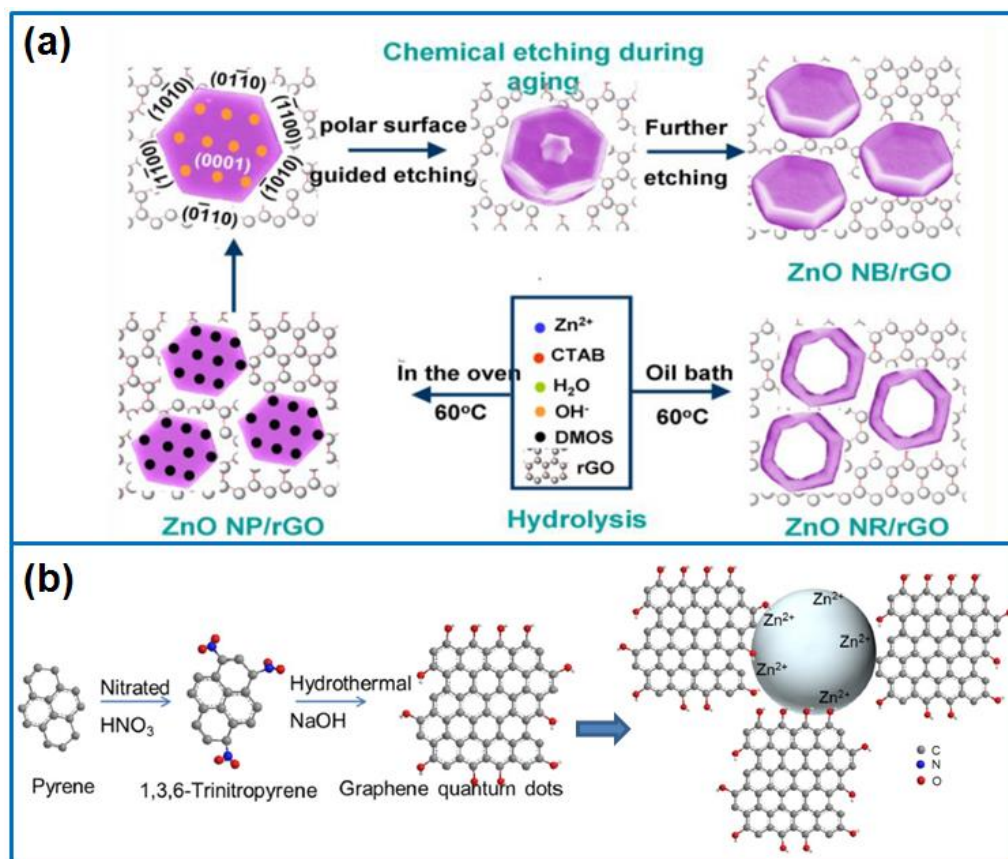 (a)
Chemical etching during
aging
(101̄0)
(011̄0)
(1̄100)
(11̄00)
(0001)
(1̄010)
(01̄10)
polar surface
guided etching
Further
etching
ZnO NB/rGO
In the oven
60°C
Zn²⁺
CTAB
H₂O
OH⁻
DMOS
rGO
Oil bath
60°C
ZnO NP/rGO
Hydrolysis
ZnO NR/rGO
(b)
Pyrene
Nitrated
HNO₃
1,3,6-Trinitropyrene
Hydrothermal
NaOH
Graphene quantum dots
Zn²⁺
Zn²⁺
Zn²⁺
Zn²⁺
Zn²⁺
C
N
O